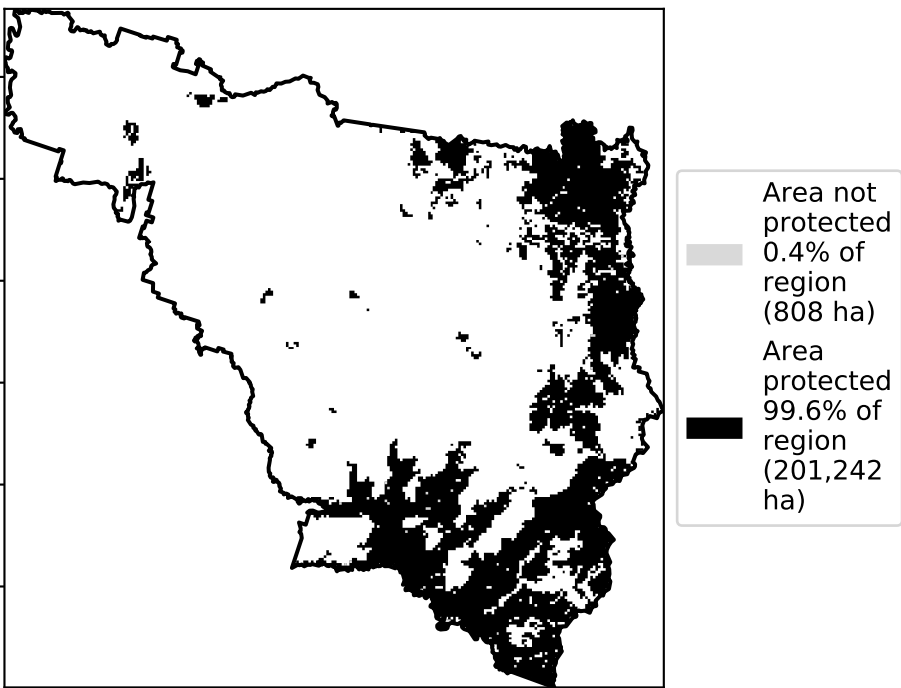 Area not
protected
0.4% of
region
(808 ha)
Area
protected
99.6% of
region
(201,242
ha)